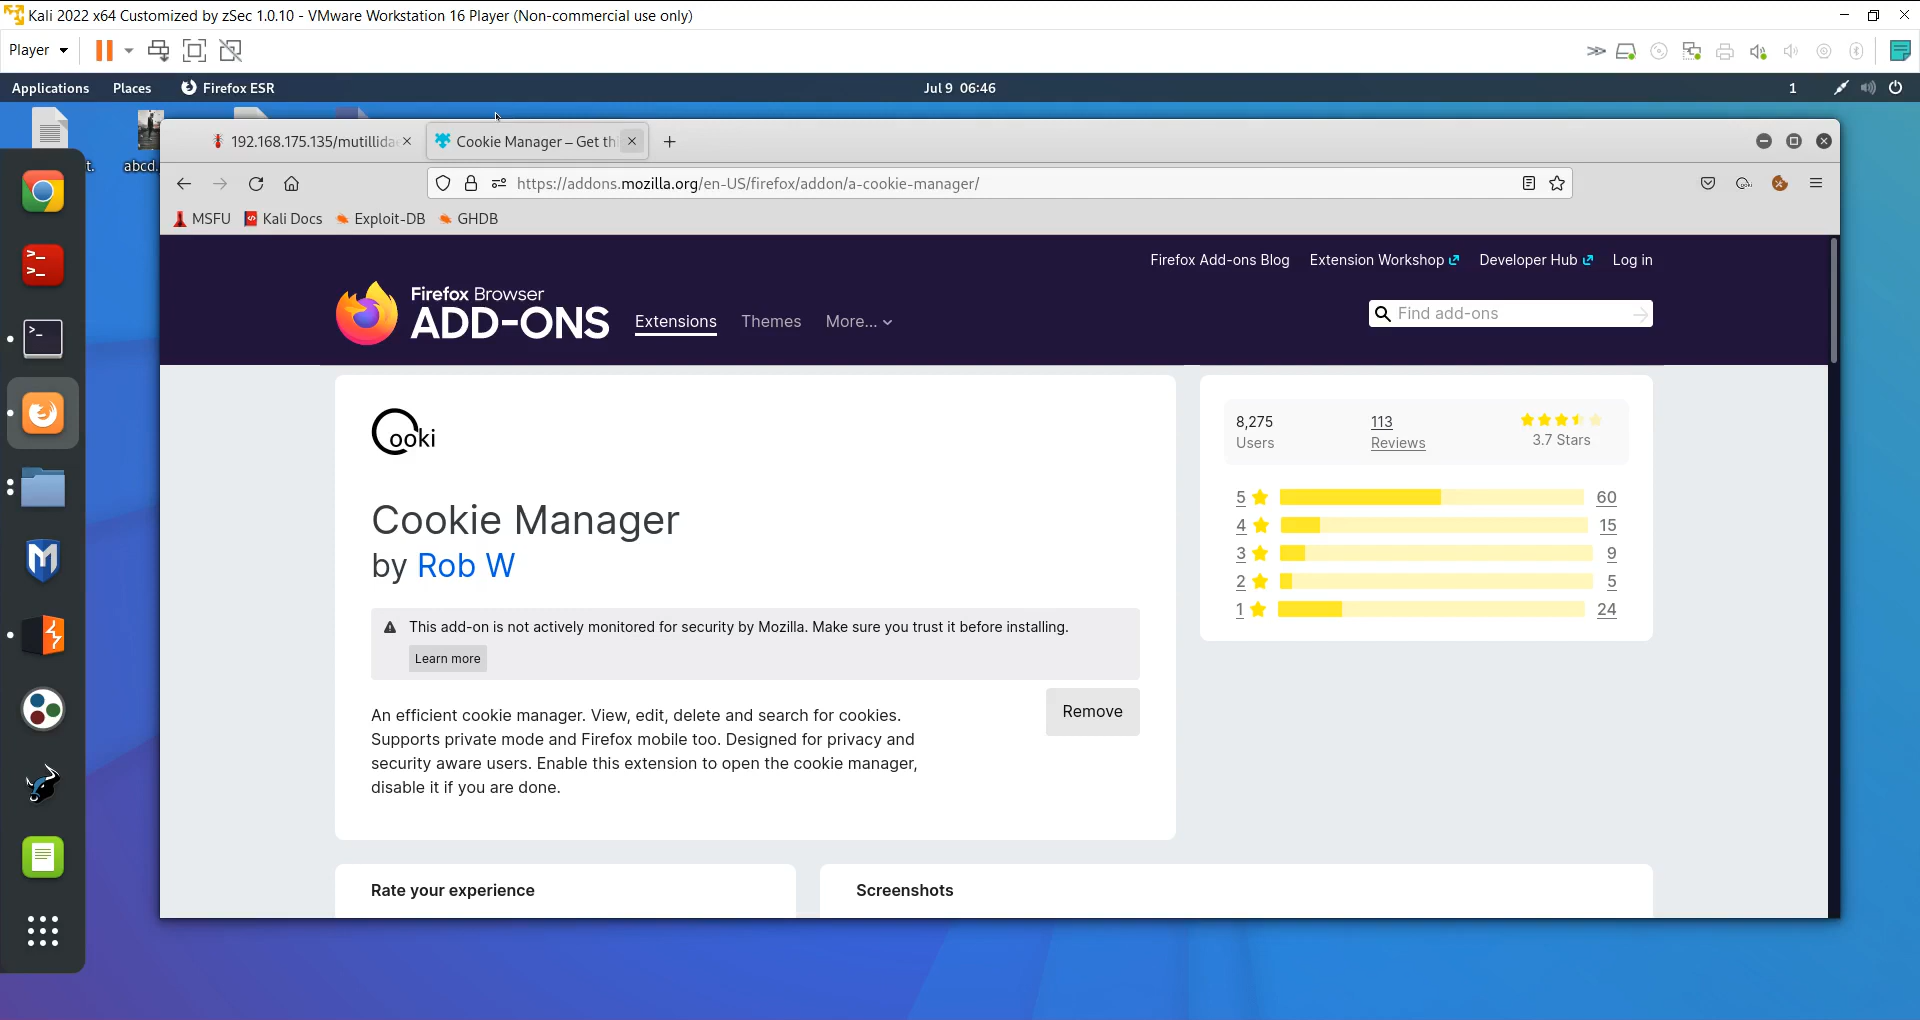 Kali 2022 x64 Customized by zSec 1.0.10 - VMware Workstation 16 Player (Non-commercial use only)
Player
Applications Places Firefox ESR Jul 9 06:46 1
t. abcd.
192.168.175.135/mutillida Cookie Manager – Get th
https://addons.mozilla.org/en-US/firefox/addon/a-cookie-manager/
MSFU Kali Docs Exploit-DB GHDB
Firefox Add-ons Blog Extension Workshop Developer Hub Log in
Firefox Browser
ADD-ONS
Extensions Themes More...
Find add-ons
ooki
Cookie Manager
by Rob W
This add-on is not actively monitored for security by Mozilla. Make sure you trust it before installing.
Learn more
An efficient cookie manager. View, edit, delete and search for cookies.
Supports private mode and Firefox mobile too. Designed for privacy and
security aware users. Enable this extension to open the cookie manager,
disable it if you are done.
Remove
8,275 113
Users Reviews 3.7 Stars
5 60
4 15
3 9
2 5
1 24
Rate your experience
Screenshots